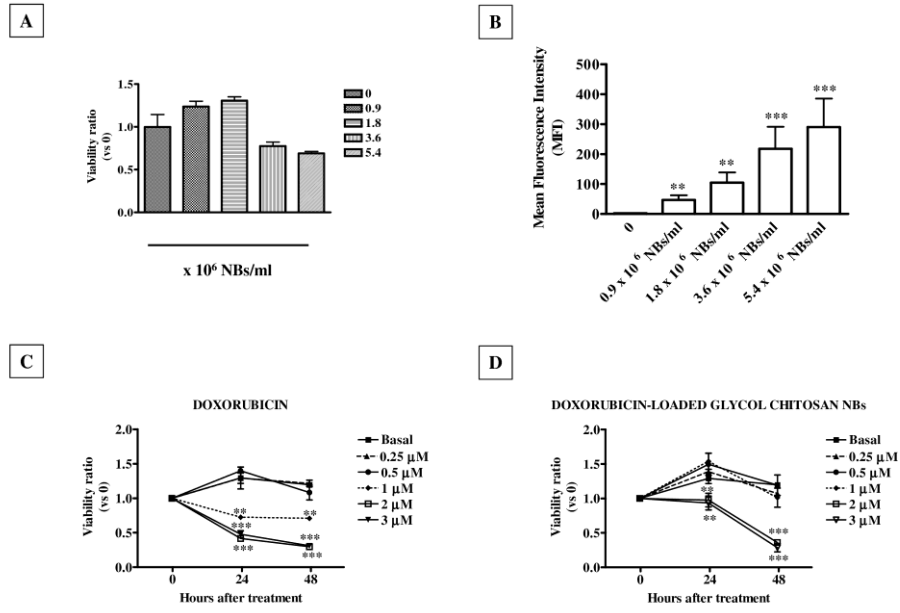 A
Viability ratio
(vs 0)
1.5
1.0
0.5
0.0
0
0.9
1.8
3.6
5.4
x 10⁶ NBs/ml
B
Mean Fluorescence Intensity
(MFI)
500
400
300
200
100
0
**
**
***
***
0
0.9 x 10⁶ NBs/ml
1.8 x 10⁶ NBs/ml
3.6 x 10⁶ NBs/ml
5.4 x 10⁶ NBs/ml
C
DOXORUBICIN
Viability ratio
(vs 0)
2.0
1.5
1.0
0.5
0.0
**
***
***
**
***
***
0
24
48
Hours after treatment
Basal
0.25 µM
0.5 µM
1 µM
2 µM
3 µM
D
DOXORUBICIN-LOADED GLYCOL CHITOSAN NBs
Viability ratio
(vs 0)
2.0
1.5
1.0
0.5
0.0
**
**
***
***
0
24
48
Hours after treatment
Basal
0.25 µM
0.5 µM
1 µM
2 µM
3 µM